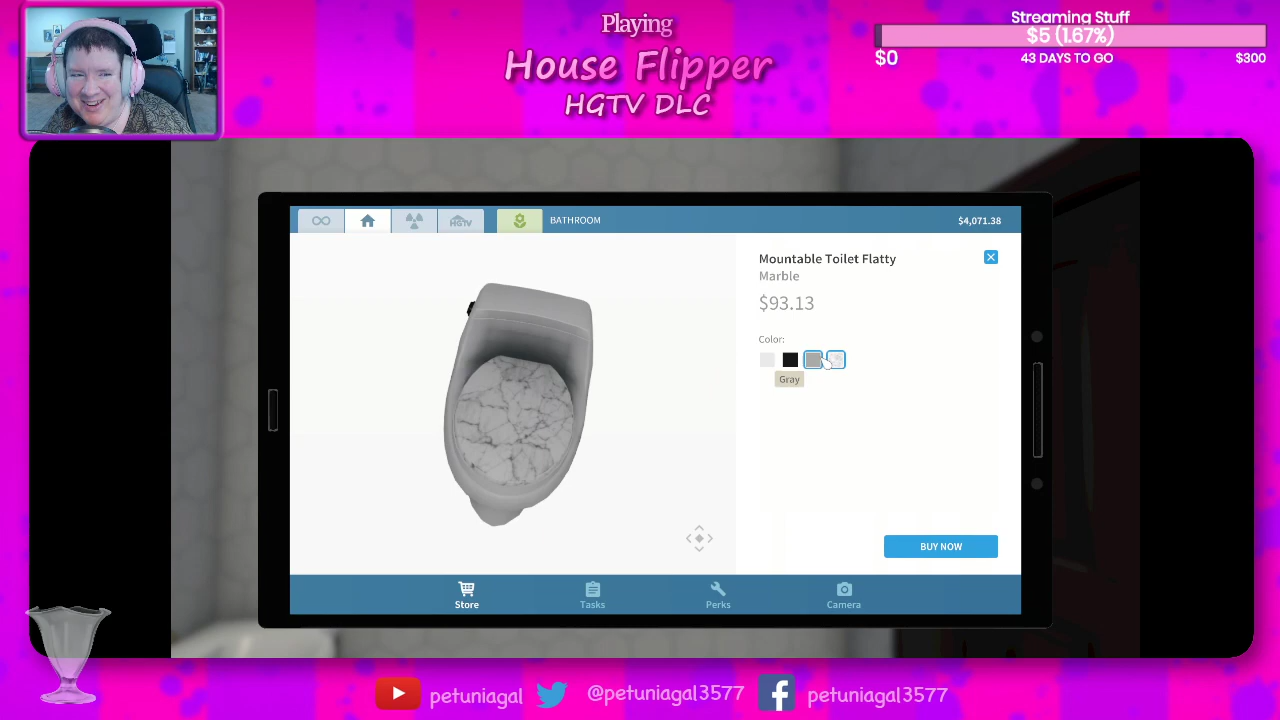 Playing
House Flipper
HGTV DLC
Streaming Stuff
$5 (1.67%)
$0
43 DAYS TO GO
$300
HGTV
BATHROOM
$4,071.38
Mountable Toilet Flatty
Marble
$93.13
Color:
Gray
BUY NOW
Store
Tasks
Perks
Camera
petuniagal
@petuniagal3577
petuniagal3577